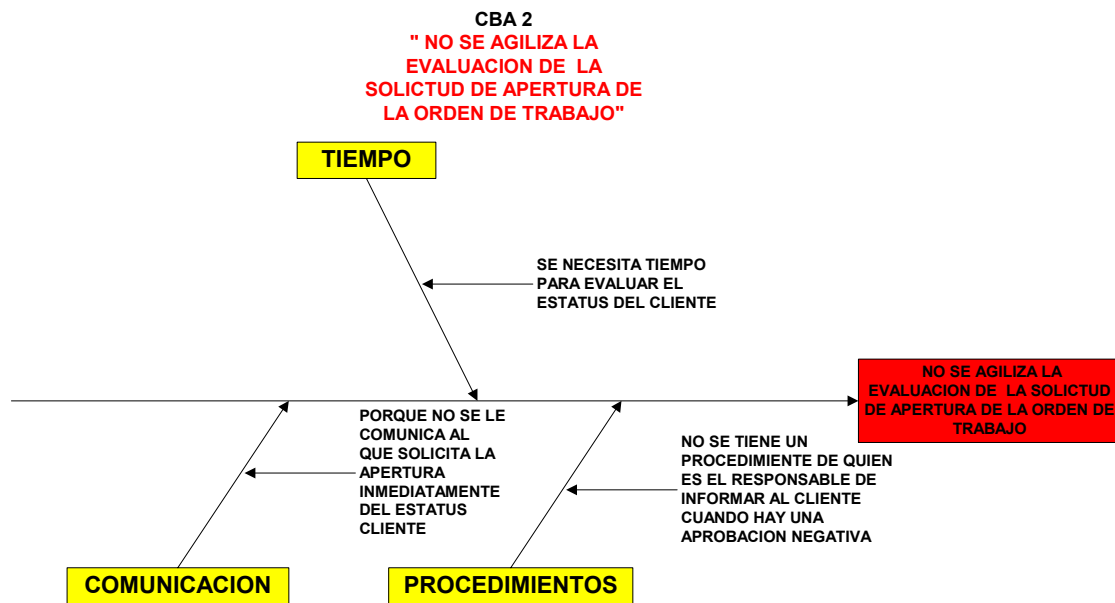 CBA 2
" NO SE AGILIZA LA
EVALUACION DE LA
SOLICTUD DE APERTURA DE
LA ORDEN DE TRABAJO"
TIEMPO
SE NECESITA TIEMPO
PARA EVALUAR EL
ESTATUS DEL CLIENTE
NO SE AGILIZA LA
EVALUACION DE LA SOLICTUD
DE APERTURA DE LA ORDEN DE
TRABAJO
PORQUE NO SE LE
COMUNICA AL
QUE SOLICITA LA
APERTURA
INMEDIATAMENTE
DEL ESTATUS
CLIENTE
NO SE TIENE UN
PROCEDIMIENTE DE QUIEN
ES EL RESPONSABLE DE
INFORMAR AL CLIENTE
CUANDO HAY UNA
APROBACION NEGATIVA
COMUNICACION
PROCEDIMIENTOS